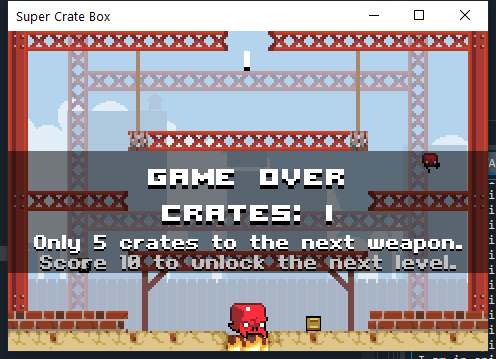 Super Crate Box
GAME OVER
CRATES: 1
Only 5 crates to the next weapon.
Score 10 to unlock the next level.